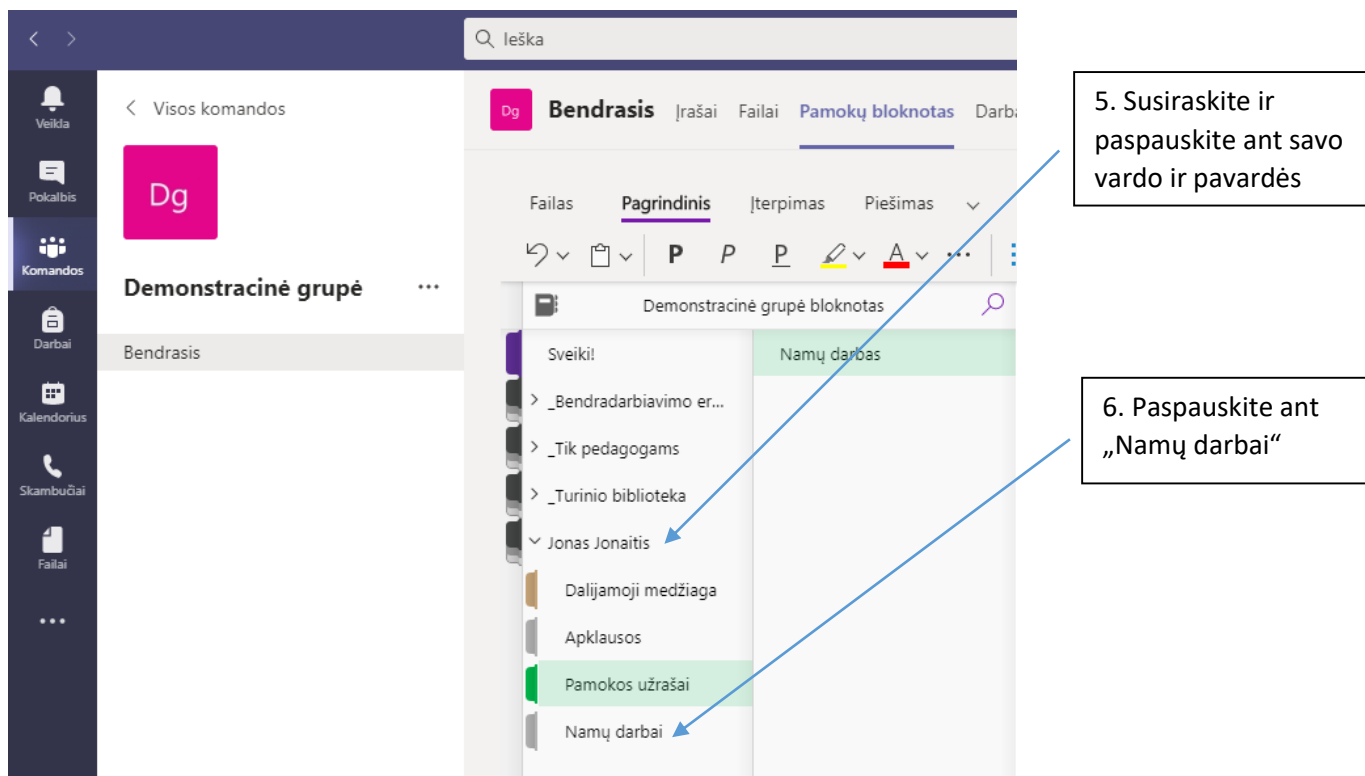 Ieška
Veikla
Pokalbis
Komandos
Darbai
Kalendorius
Skambučiai
Failai
Visos komandos
Dg
Demonstracinė grupė
Bendrasis
Dg Bendrasis Įrašai Failai Pamokų bloknotas Darba
Failas Pagrindinis Įterpimas Piešimas
P P P A
Demonstracinė grupė bloknotas
Sveiki!
_Bendradarbiavimo er...
_Tik pedagogams
_Turinio biblioteka
Jonas Jonaitis
Dalijamoji medžiaga
Apklausos
Pamokos užrašai
Namų darbai
Namų darbas
5. Susiraskite ir
paspauskite ant savo
vardo ir pavardės
6. Paspauskite ant
„Namų darbai“